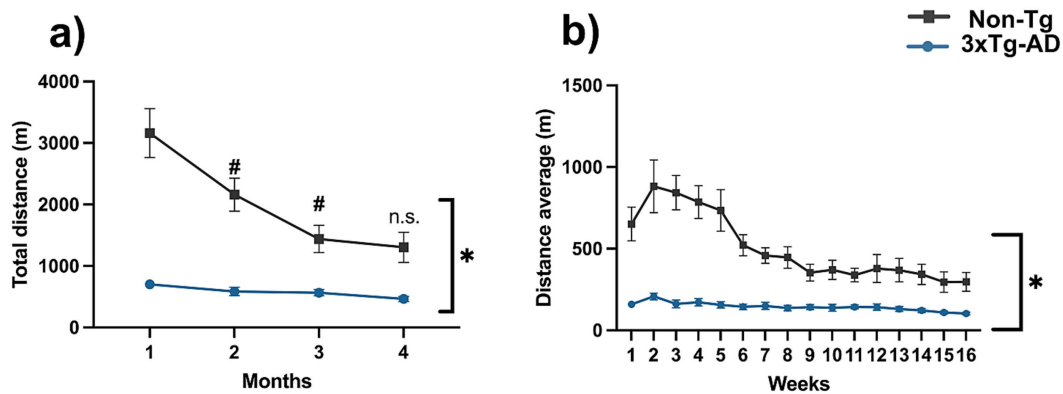 a)
b)
Non-Tg
3xTg-AD
Total distance (m)
4000
3000
2000
1000
0
#
#
n.s.
*
1 2 3 4
Months
Distance average (m)
1500
1000
500
0
*
1 2 3 4 5 6 7 8 9 10 11 12 13 14 15 16
Weeks